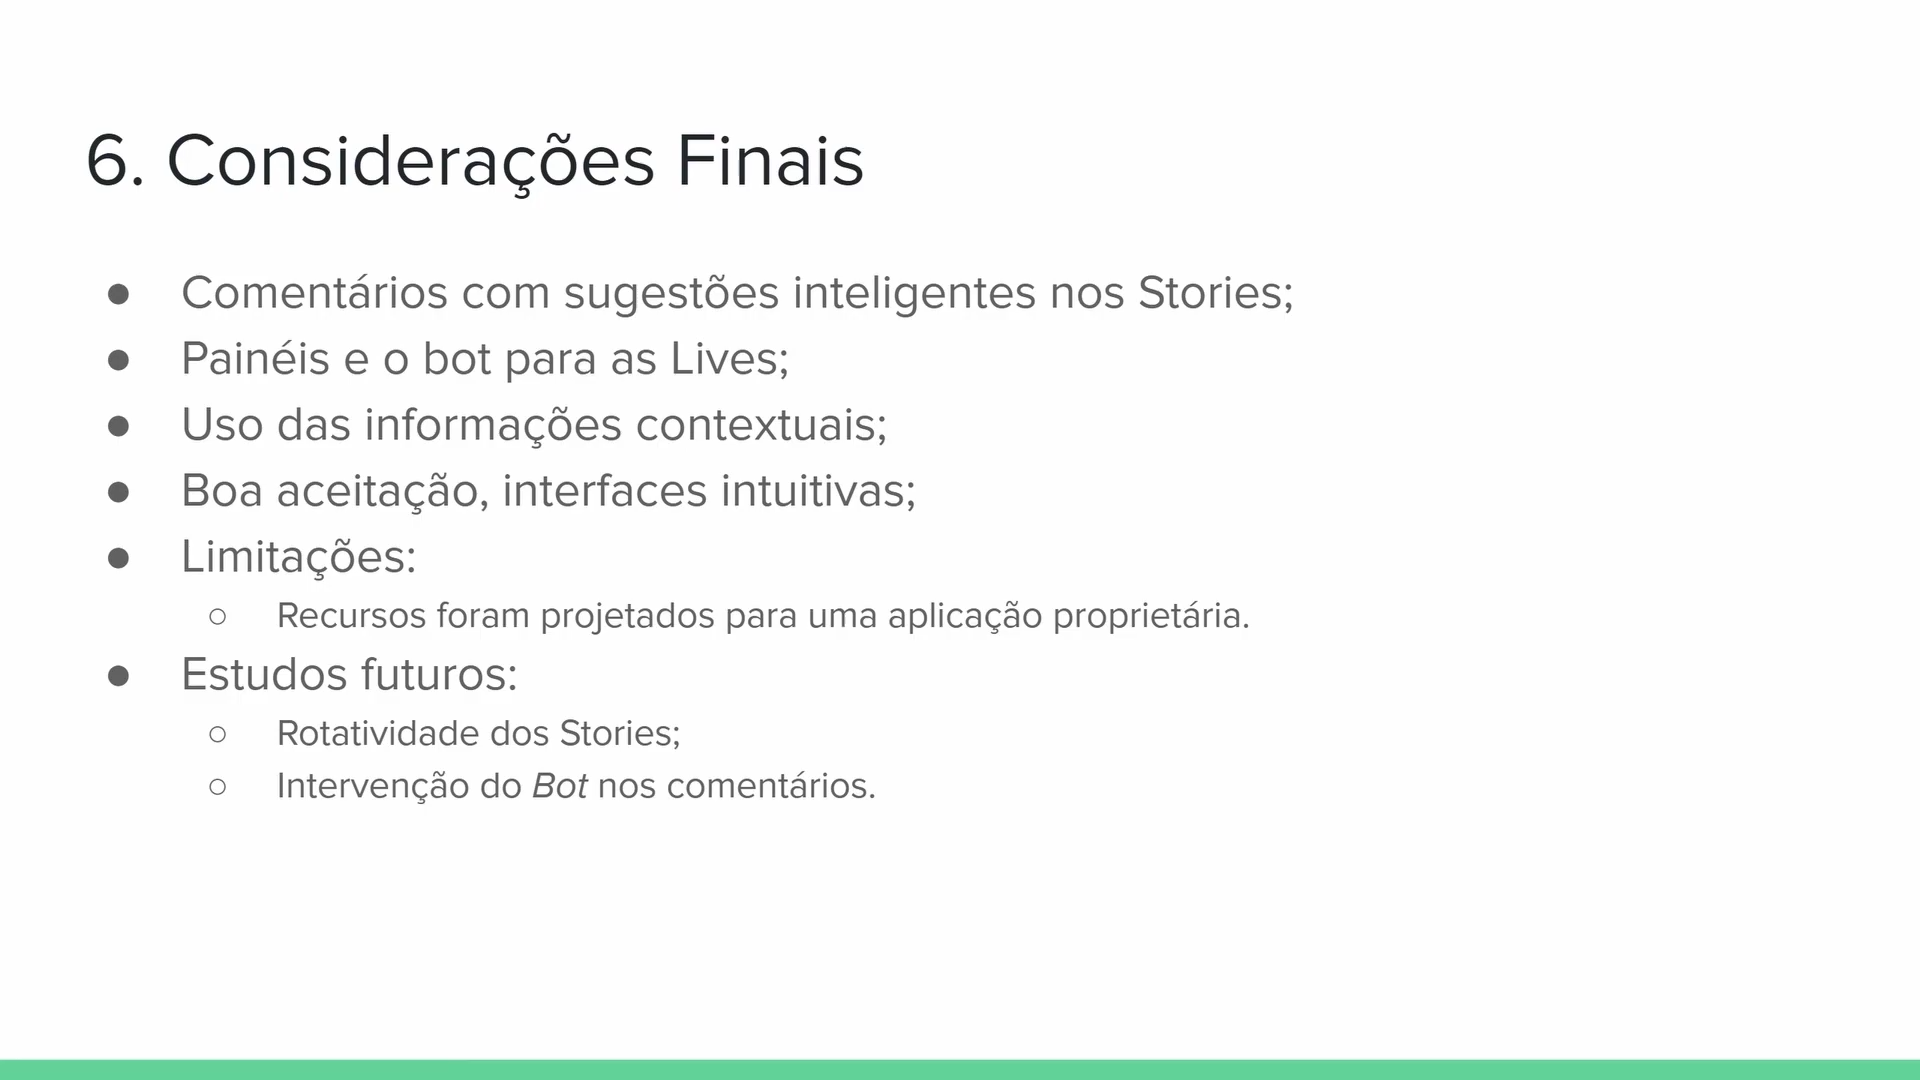 6. Considerações Finais
● Comentários com sugestões inteligentes nos Stories;
● Painéis e o bot para as Lives;
● Uso das informações contextuais;
● Boa aceitação, interfaces intuitivas;
● Limitações:
○ Recursos foram projetados para uma aplicação proprietária.
● Estudos futuros:
○ Rotatividade dos Stories;
○ Intervenção do Bot nos comentários.